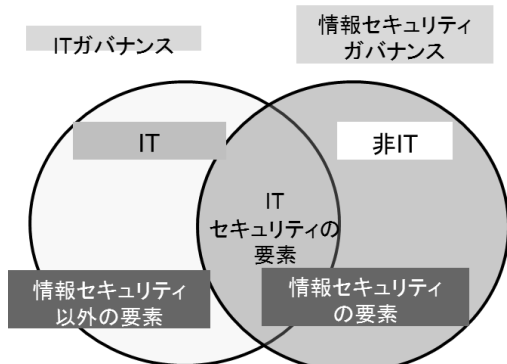 ITガバナンス
情報セキュリティ
ガバナンス
IT
非IT
IT
セキュリティの
要素
情報セキュリティ
以外の要素
情報セキュリティ
の要素